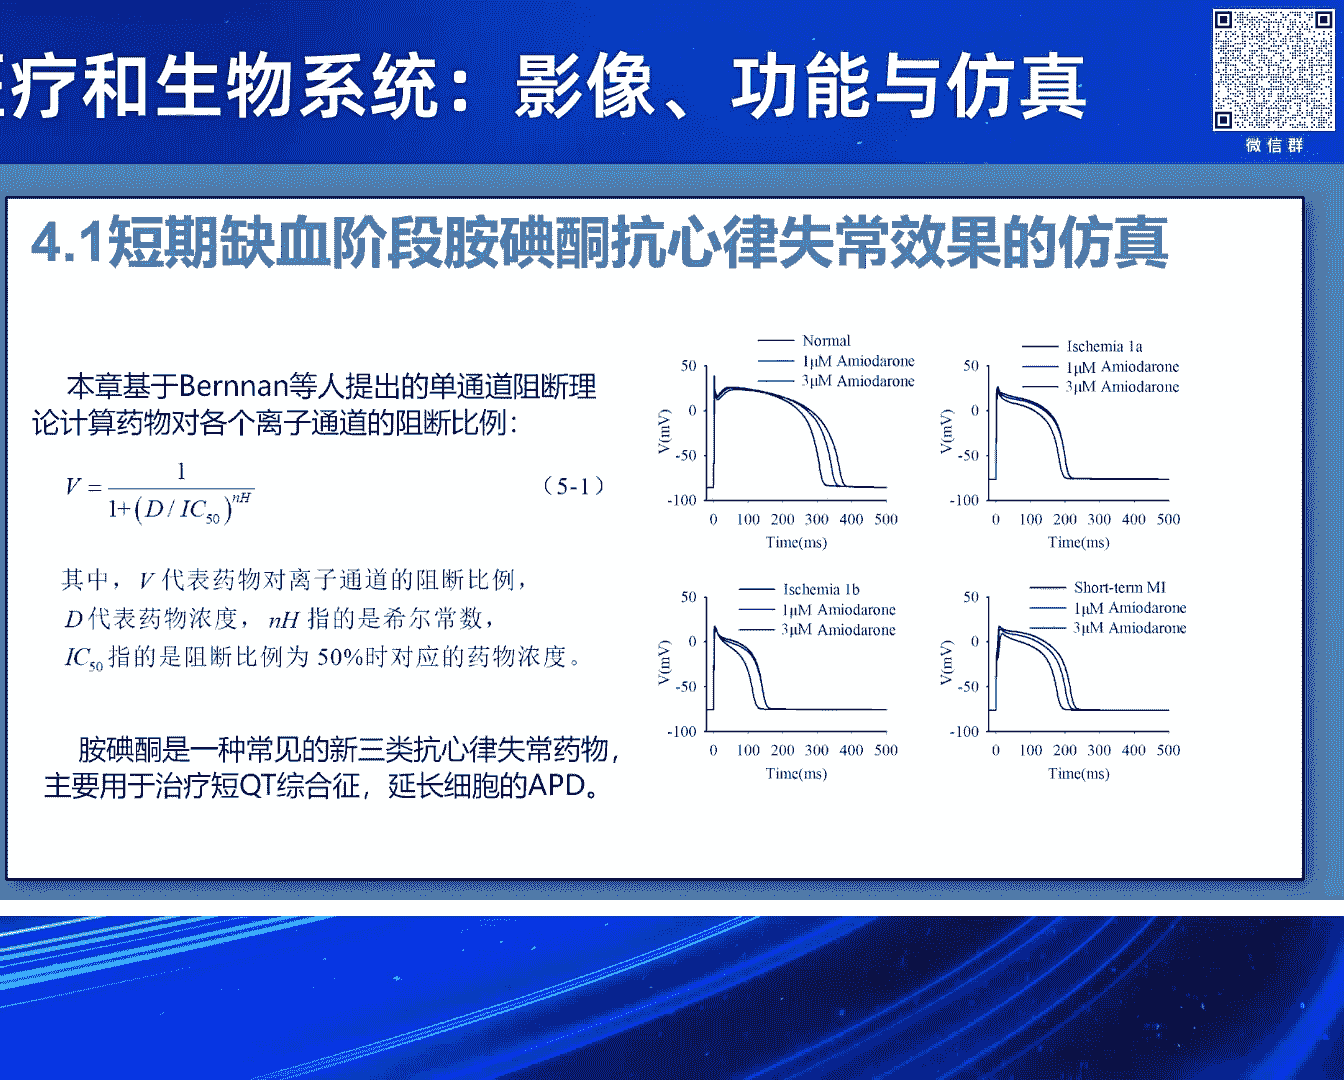 疗和生物系统：影像、功能与仿真
微信群
4.1短期缺血阶段胺碘酮抗心律失常效果的仿真
本章基于Bernnan等人提出的单通道阻断理
论计算药物对各个离子通道的阻断比例：
V = 1 / (1+(D / IC50)^nH) （5-1）
其中，V 代表药物对离子通道的阻断比例，
D 代表药物浓度，nH 指的是希尔常数，
IC50 指的是阻断比例为 50%时对应的药物浓度。
胺碘酮是一种常见的新三类抗心律失常药物，
主要用于治疗短QT综合征，延长细胞的APD。
Normal
1μM Amiodarone
3μM Amiodarone
50
0
-50
-100
V(mV)
0 100 200 300 400 500
Time(ms)
Ischemia 1a
1μM Amiodarone
3μM Amiodarone
50
0
-50
-100
V(mV)
0 100 200 300 400 500
Time(ms)
Ischemia 1b
1μM Amiodarone
3μM Amiodarone
50
0
-50
-100
V(mV)
0 100 200 300 400 500
Time(ms)
Short-term MI
1μM Amiodarone
3μM Amiodarone
50
0
-50
-100
V(mV)
0 100 200 300 400 500
Time(ms)